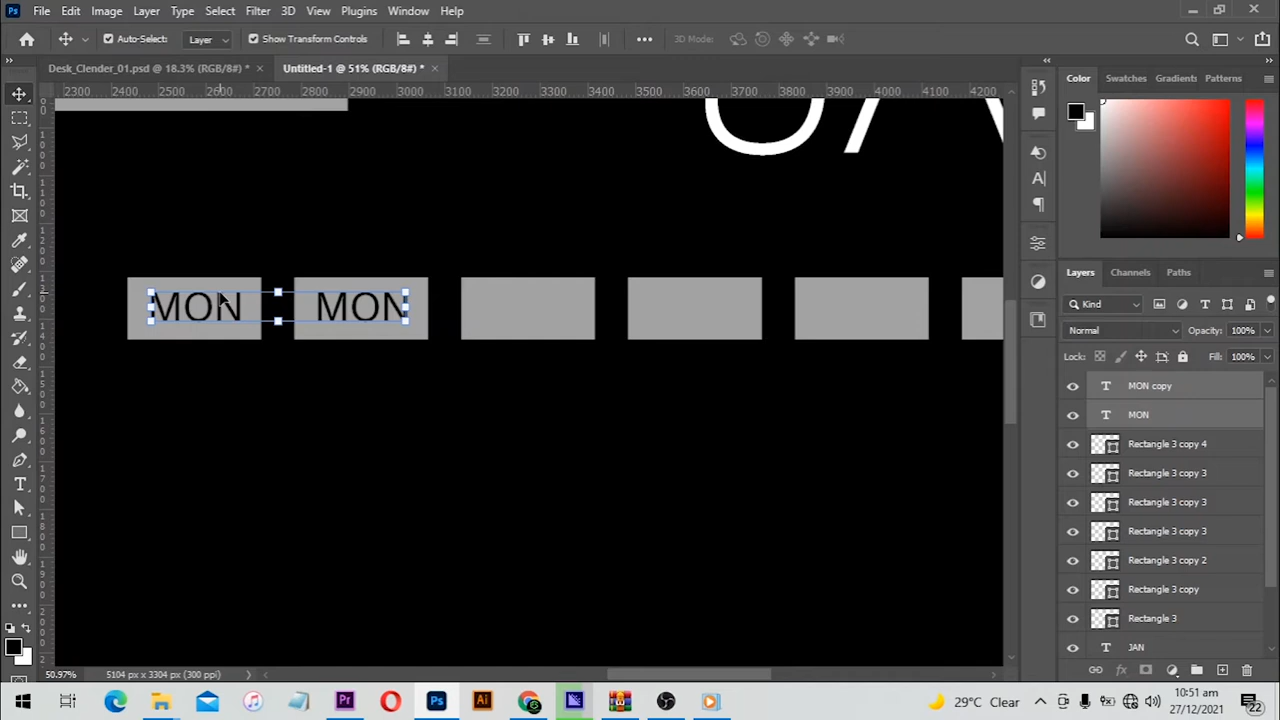 Ps File Edit Image Layer Type Select Filter 3D View Plugins Window Help
Auto-Select: Layer Show Transform Controls 3D Mode:
Desk_Clender_01.psd @ 18.3% (RGB/8#) * × Untitled-1 @ 51% (RGB/8#) * ×
2300 2400 2500 2600 2700 2800 2900 3000 3100 3200 3300 3400 3500 3600 3700 3800 3900 4000 4100 4200
Color Swatches Gradients Patterns
MON MON
Layers Channels Paths
Kind
Normal Opacity: 100%
Lock: Fill: 100%
MON copy
MON
Rectangle 3 copy 4
Rectangle 3 copy 3
Rectangle 3 copy 3
Rectangle 3 copy 3
Rectangle 3 copy 2
Rectangle 3 copy
Rectangle 3
JAN
50.97% 5104 px x 3304 px (300 ppi)
29°C Clear 10:51 am
27/12/2021 22